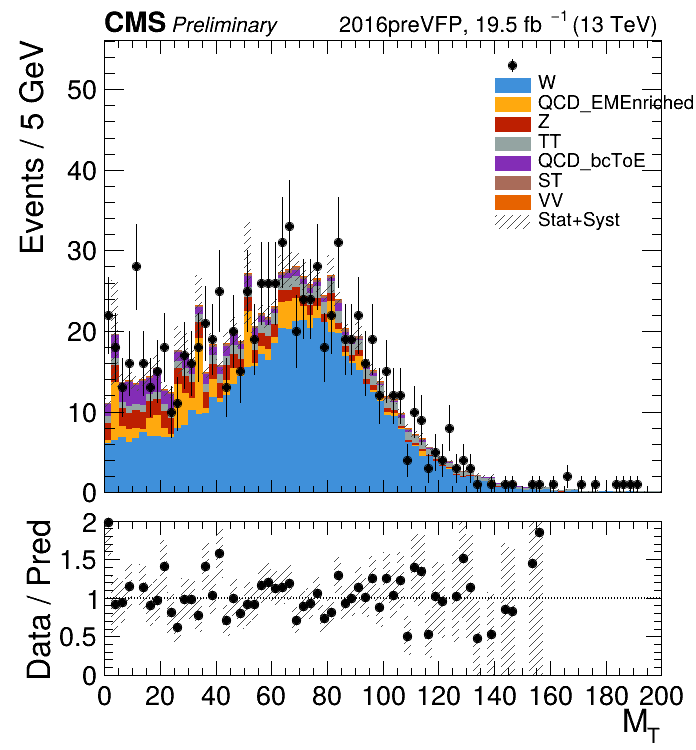 CMS Preliminary 2016preVFP, 19.5 fb⁻¹ (13 TeV)
Events / 5 GeV
50
40
30
20
10
0
W
QCD_EMEnriched
Z
TT
QCD_bcToE
ST
VV
Stat+Syst
Data / Pred
2
1.5
1
0.5
0
0 20 40 60 80 100 120 140 160 180 200
M_T